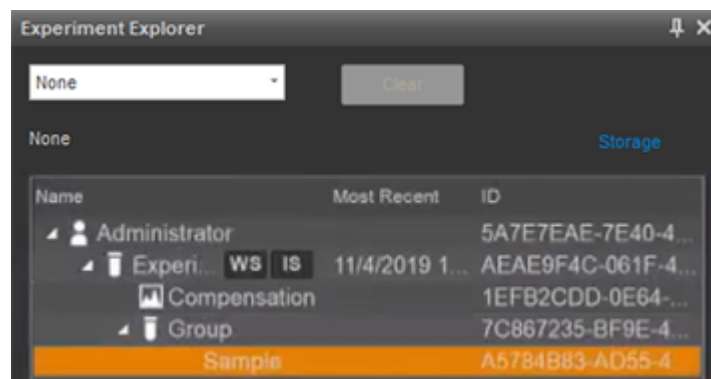 Experiment Explorer
None
Clear
None
Storage
Name Most Recent ID
Administrator 5A7E7EAE-7E40-4...
Experi... WS IS 11/4/2019 1... AEAE9F4C-061F-4...
Compensation 1EFB2CDD-0E64-...
Group 7C867235-BF9E-4...
Sample A5784B83-AD55-4